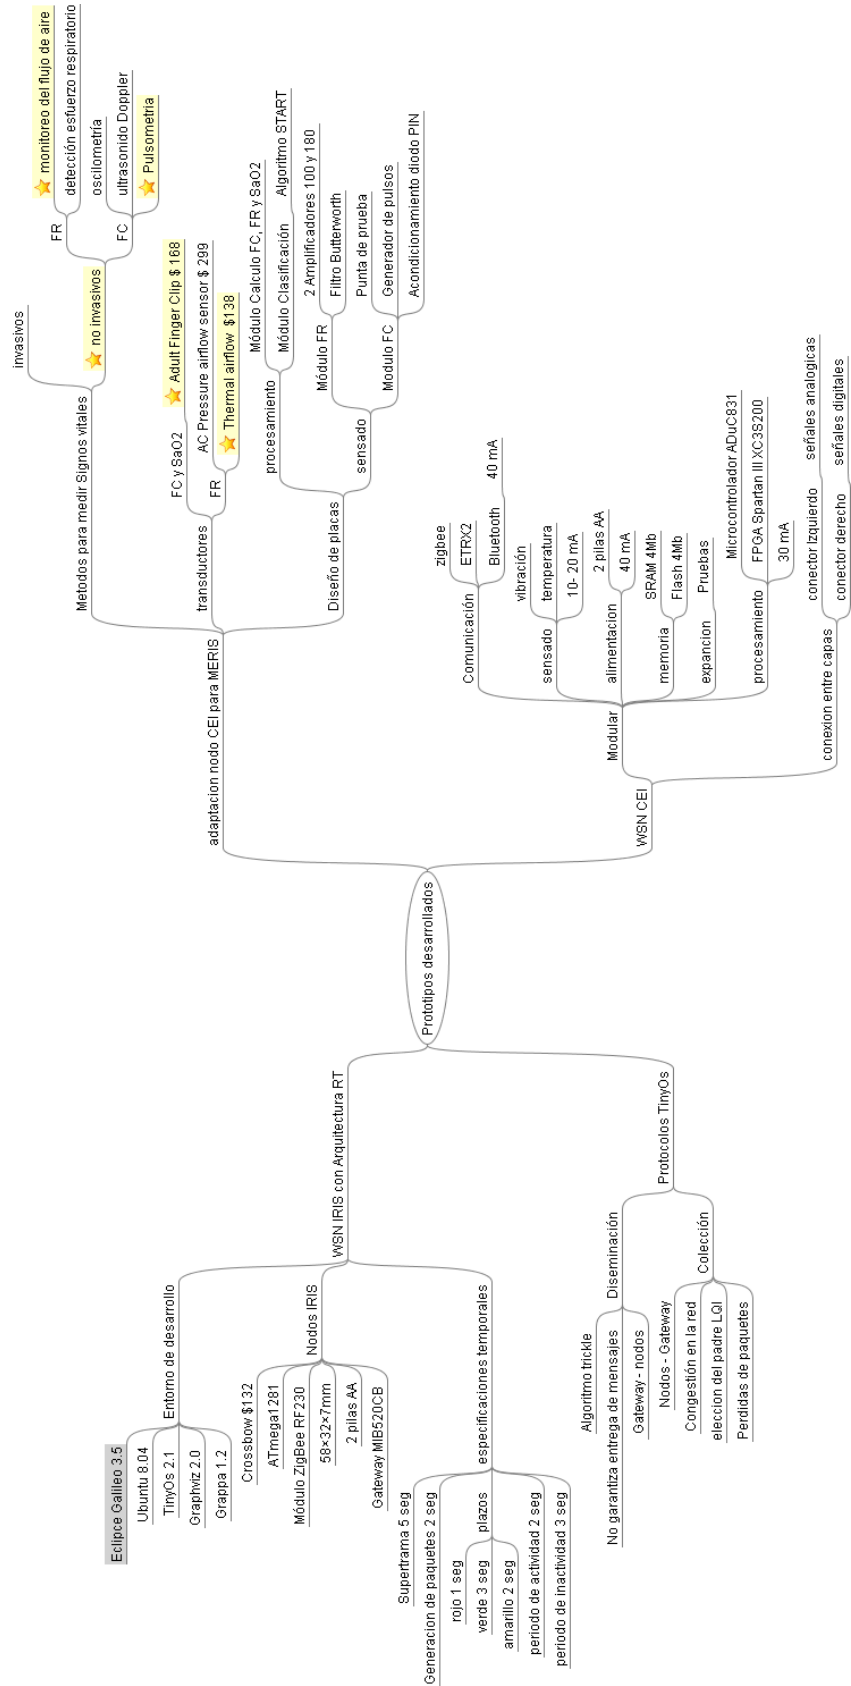 Prototipos desarrollados
adaptacion nodo CEI para MERIS
Metodos para medir Signos vitales
invasivos
no invasivos
FR
monitoreo del flujo de aire
detección esfuerzo respiratorio
FC
oscilometría
ultrasonido Doppler
Pulsometria
transductores
FC y SaO2
Adult Finger Clip $ 168
FR
AC Pressure airflow sensor $ 299
Thermal airflow $138
Diseño de placas
procesamiento
Módulo Calculo FC, FR y SaO2
Módulo Clasificación
Algoritmo START
sensado
Módulo FR
2 Amplificadores 100 y 180
Filtro Butterworth
Modulo FC
Punta de prueba
Generador de pulsos
Acondicionamiento diodo PIN
WSN CEI
Modular
Comunicación
zigbee
ETRX2
Bluetooth
40 mA
sensado
vibración
temperatura
10- 20 mA
alimentacion
2 pilas AA
40 mA
memoria
SRAM 4Mb
Flash 4Mb
expancion
Pruebas
procesamiento
Microcontrolador ADuC831
FPGA Spartan III XC3S200
30 mA
conexion entre capas
conector Izquierdo
señales analogicas
conector derecho
señales digitales
WSN IRIS con Arquitectura RT
Entorno de desarrollo
Eclipce Galileo 3.5
Ubuntu 8.04
TinyOs 2.1
Graphviz 2.0
Grappa 1.2
Nodos IRIS
Crossbow $132
ATmega1281
Módulo ZigBee RF230
58×32×7mm
2 pilas AA
Gateway MIB520CB
especificaciones temporales
Supertrama 5 seg
Generacion de paquetes 2 seg
plazos
rojo 1 seg
verde 3 seg
amarillo 2 seg
periodo de actividad 2 seg
periodo de inactividad 3 seg
Protocolos TinyOs
Diseminación
Algoritmo trickle
No garantiza entrega de mensajes
Gateway - nodos
Colección
Nodos - Gateway
Congestión en la red
eleccion del padre LQI
Perdidas de paquetes